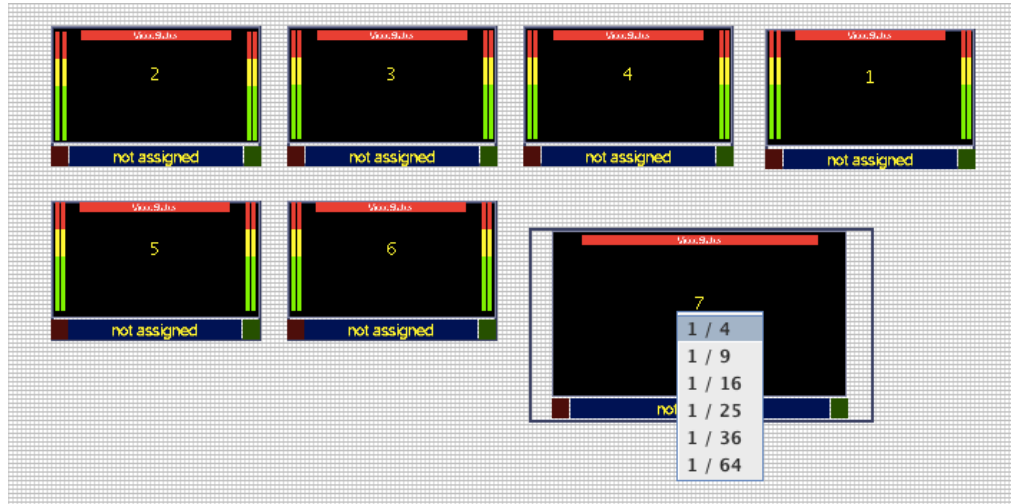 2
3
4
1
not assigned
not assigned
not assigned
not assigned
5
6
7
not assigned
not assigned
not
1 / 4
1 / 9
1 / 16
1 / 25
1 / 36
1 / 64